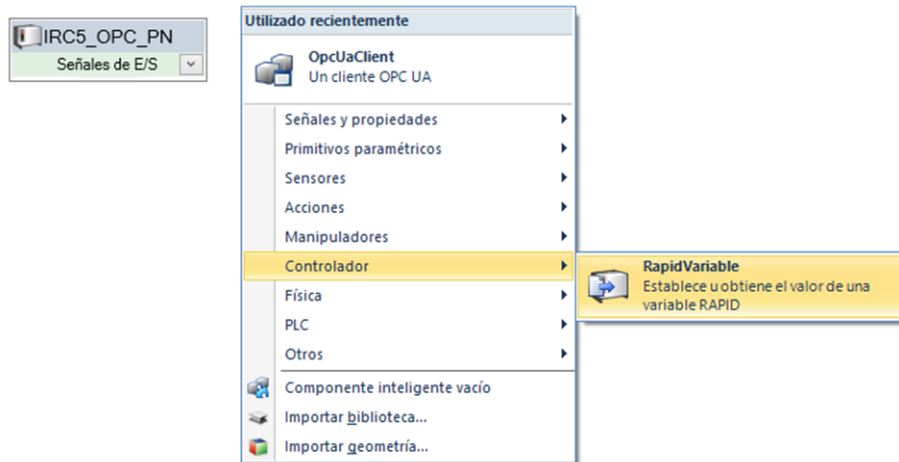 IRC5_OPC_PN
Señales de E/S
Utilizado recientemente
OpcUaClient
Un cliente OPC UA
Señales y propiedades
Primitivos paramétricos
Sensores
Acciones
Manipuladores
Controlador
Física
PLC
Otros
Componente inteligente vacío
Importar biblioteca...
Importar geometría...
RapidVariable
Establece u obtiene el valor de una
variable RAPID